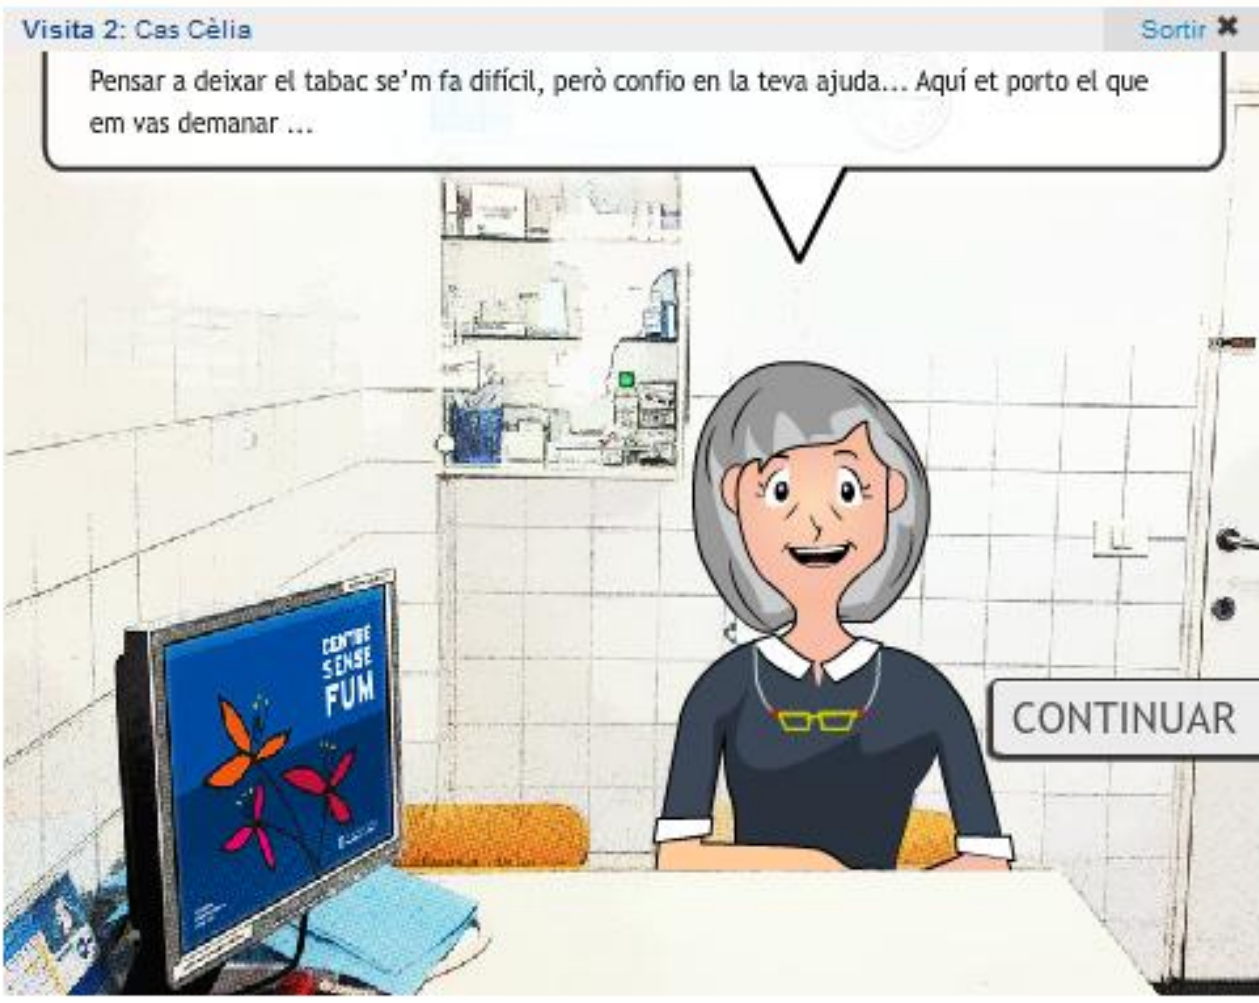 Visita 2: Cas Cèlia
Sortir ✖
Pensar a deixar el tabac se'm fa difícil, però confio en la teva ajuda... Aquí et porto el que
em vas demanar ...
CENTRE
SENSE
FUM
CONTINUAR